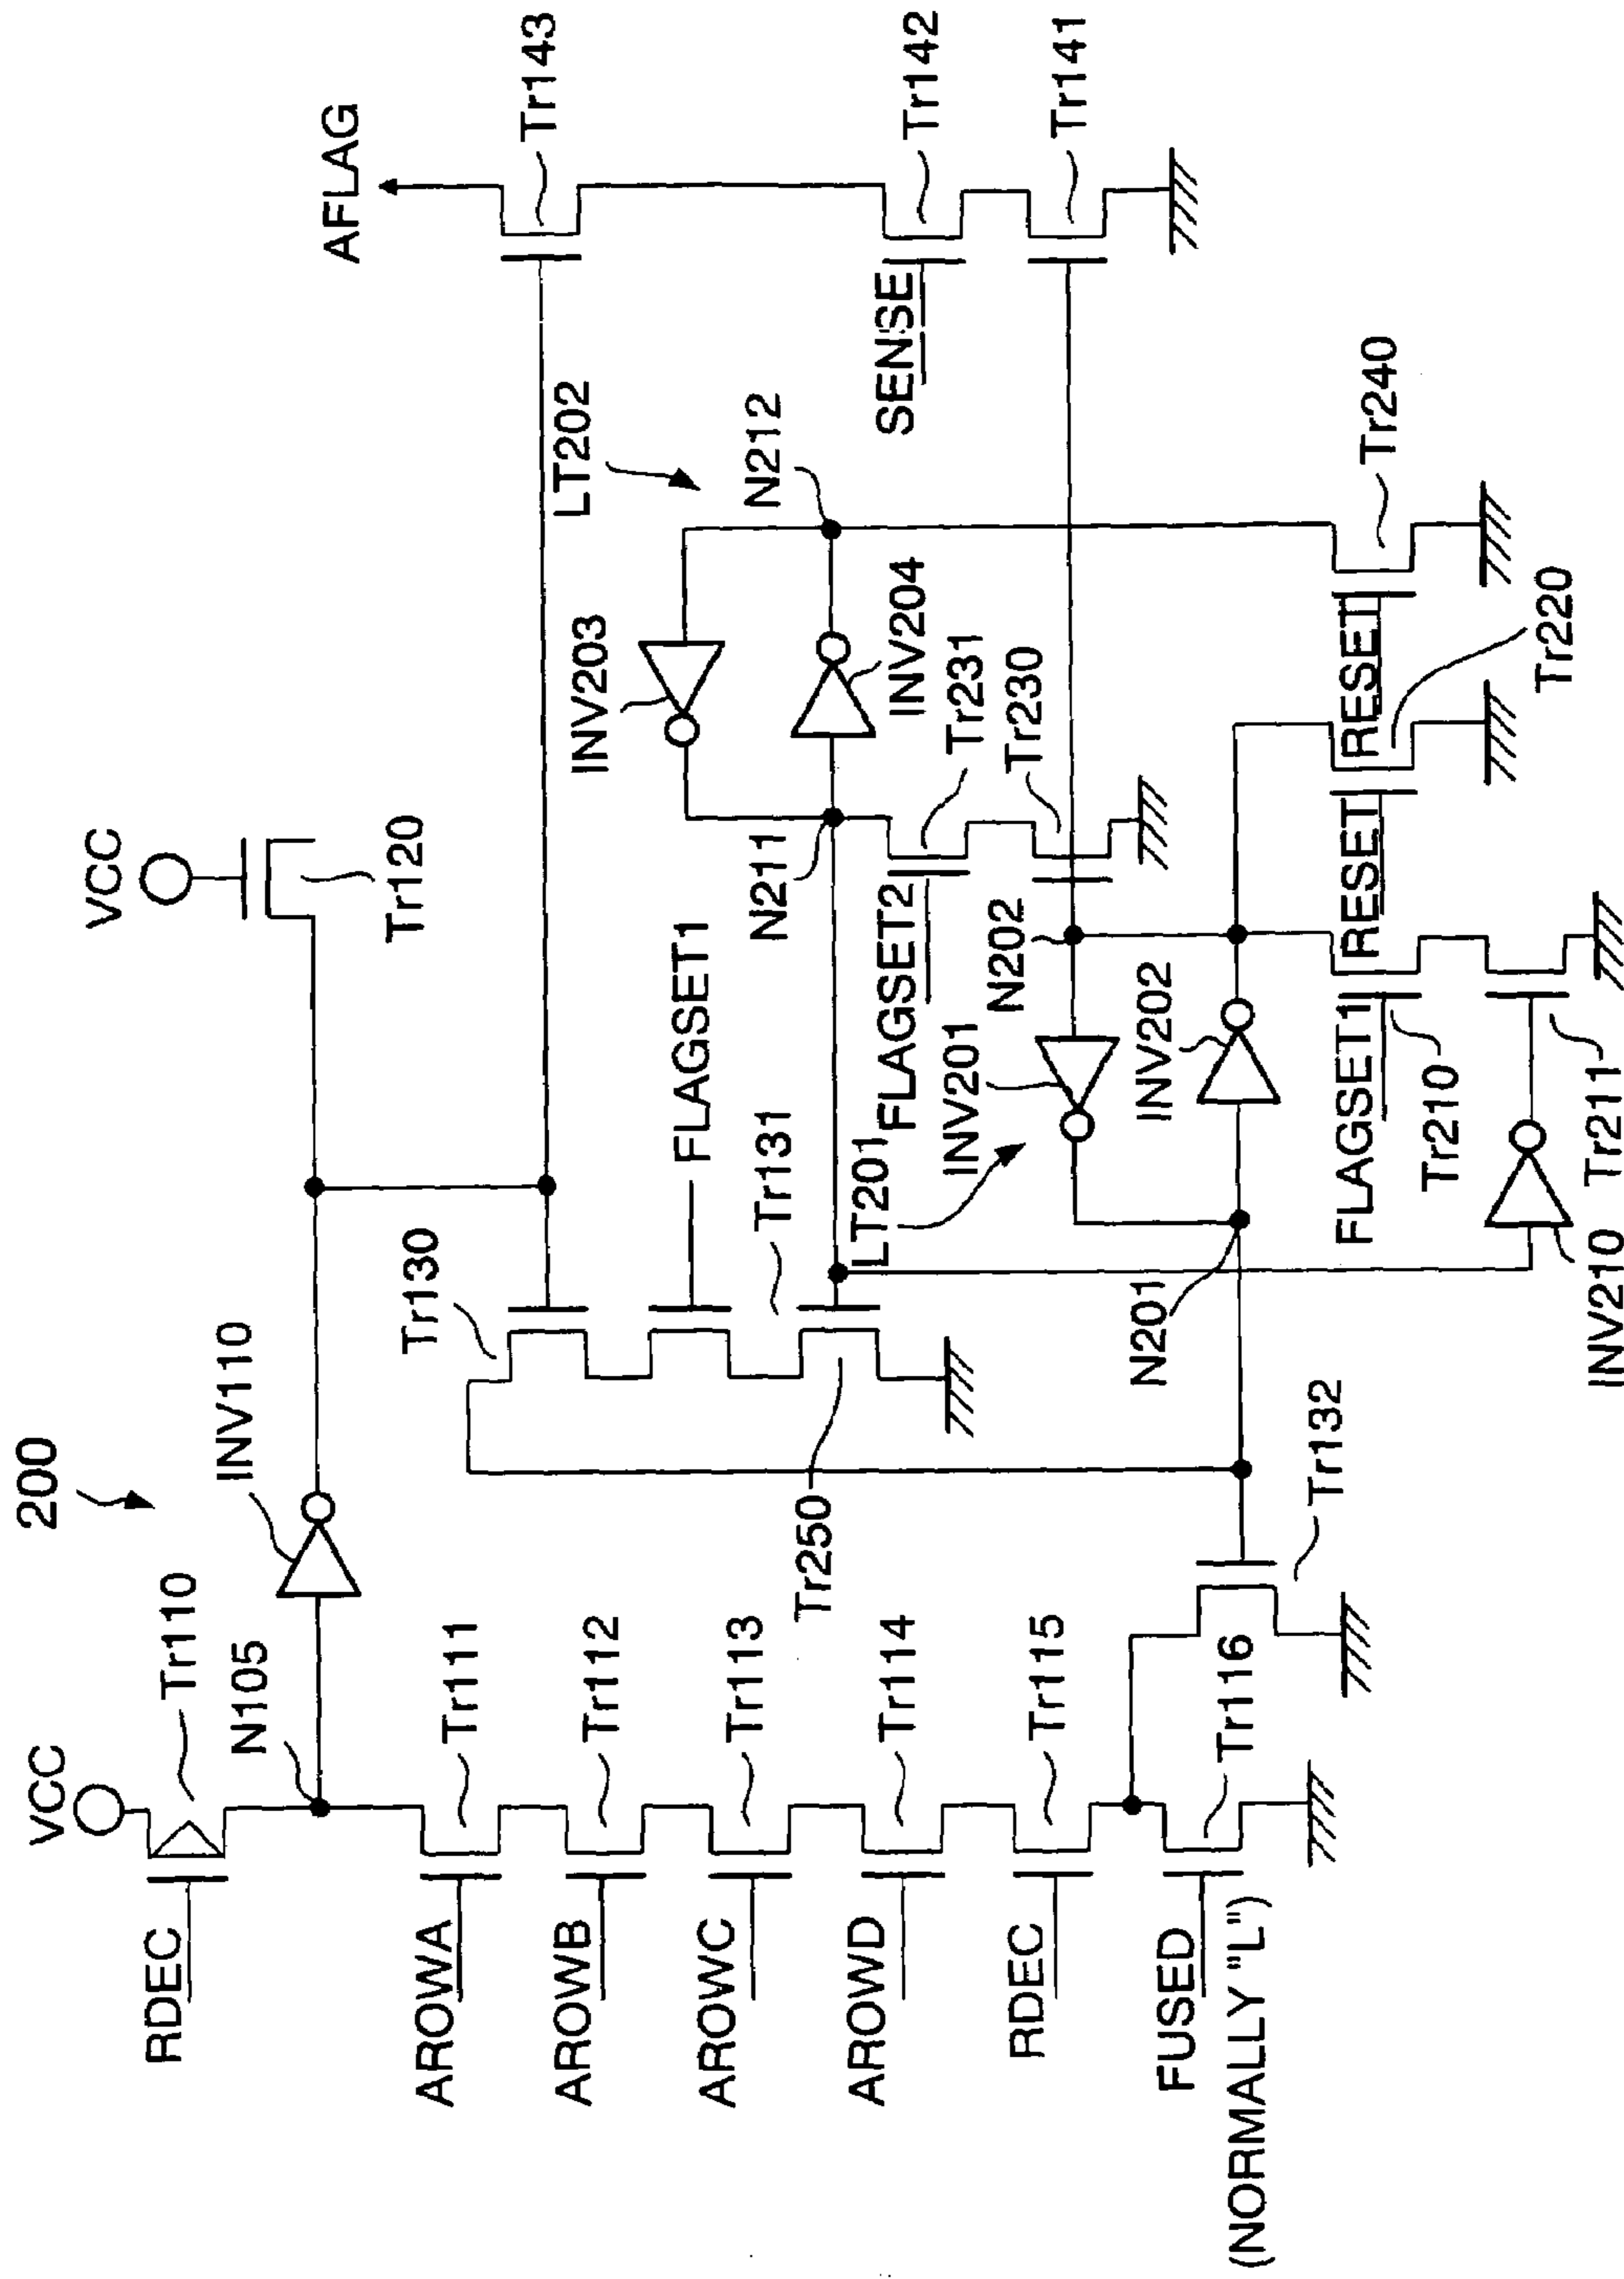 200
VCC
RDEC
Tr110
N105
INV110
VCC
Tr120
AROWA
Tr111
AROWB
Tr112
AROWC
Tr113
AROWD
Tr114
RDEC
Tr115
FUSED
(NORMALLY "L")
Tr116
Tr132
Tr130
FLAGSET1
Tr131
Tr250
AFLAG
Tr143
LT202
INV203
N212
INV204
N211
SENSE
Tr142
Tr141
FLAGSET2
Tr231
Tr230
LT201
INV201
N202
INV202
N201
FLAGSET1
Tr210
RESET
Tr220
RESET
Tr240
INV210
Tr211